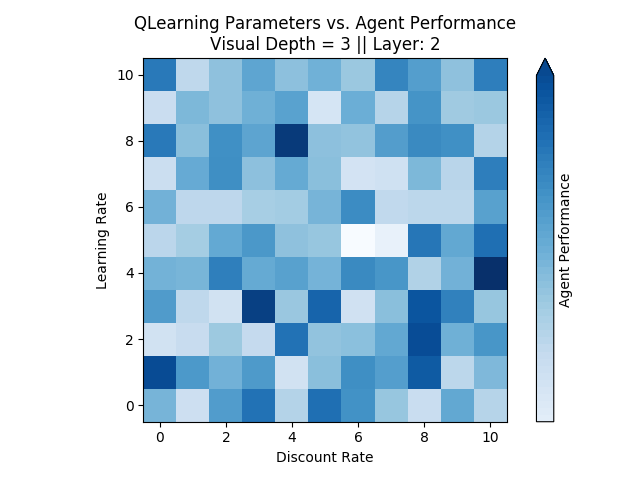 QLearning Parameters vs. Agent Performance
Visual Depth = 3 || Layer: 2
10
8
6
4
2
0
Learning Rate
0 2 4 6 8 10
Discount Rate
Agent Performance